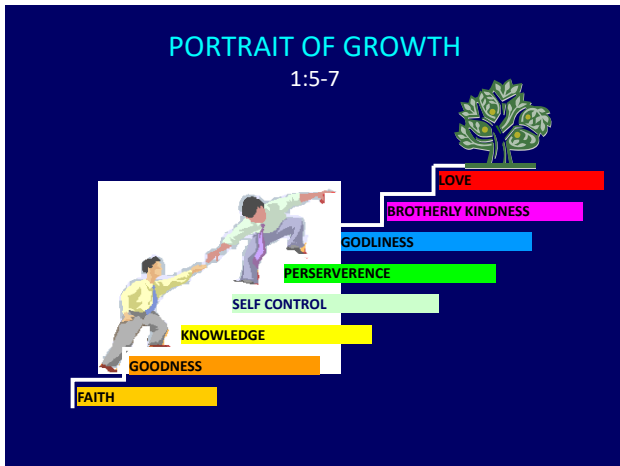 PORTRAIT OF GROWTH
1:5-7
LOVE
BROTHERLY KINDNESS
GODLINESS
PERSERVERENCE
SELF CONTROL
KNOWLEDGE
GOODNESS
FAITH